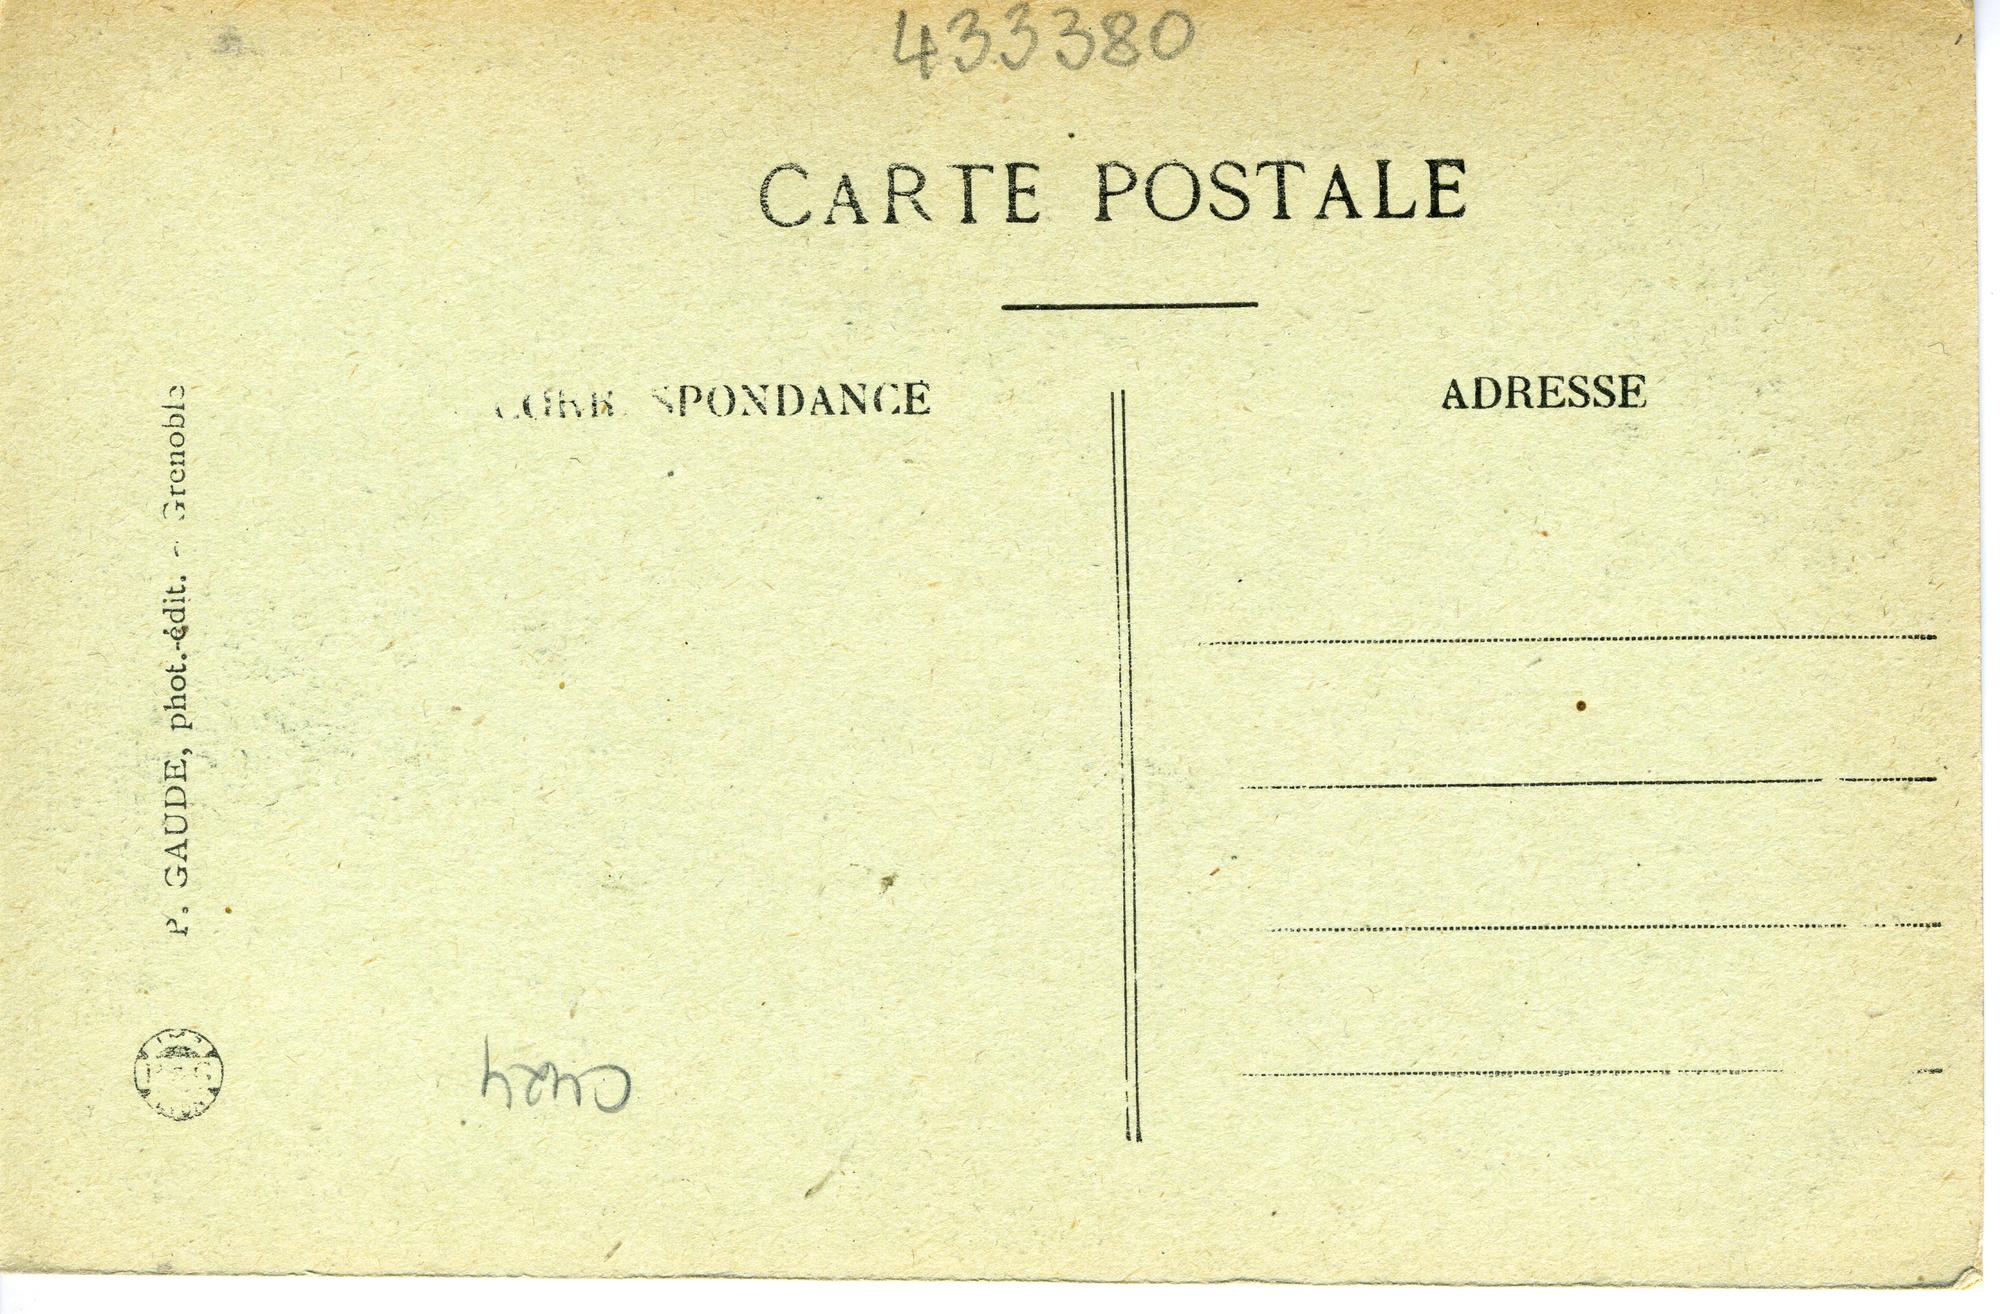 433380
CARTE POSTALE
CORRESPONDANCE
ADRESSE
P. GAUDE, phot.-édit. - Grenoble